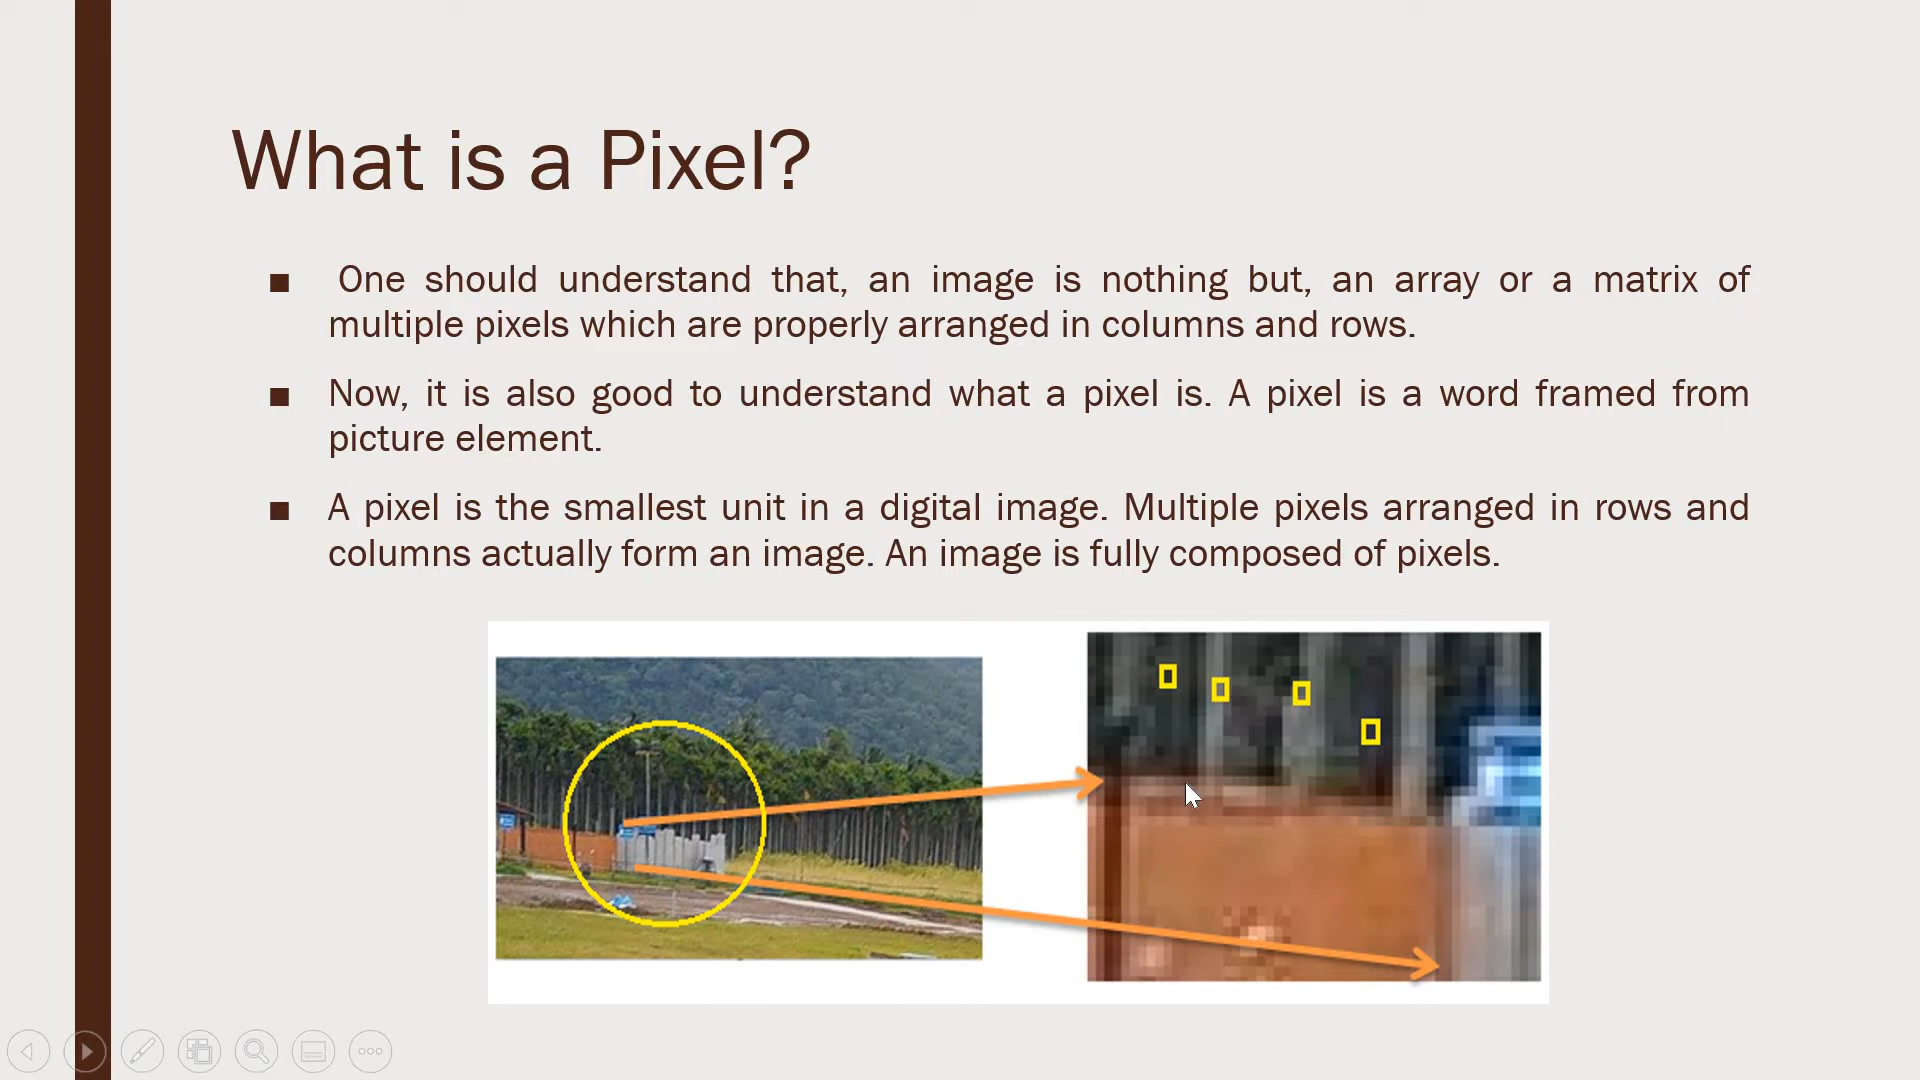 What is a Pixel?
■ One should understand that, an image is nothing but, an array or a matrix of
multiple pixels which are properly arranged in columns and rows.
■ Now, it is also good to understand what a pixel is. A pixel is a word framed from
picture element.
■ A pixel is the smallest unit in a digital image. Multiple pixels arranged in rows and
columns actually form an image. An image is fully composed of pixels.